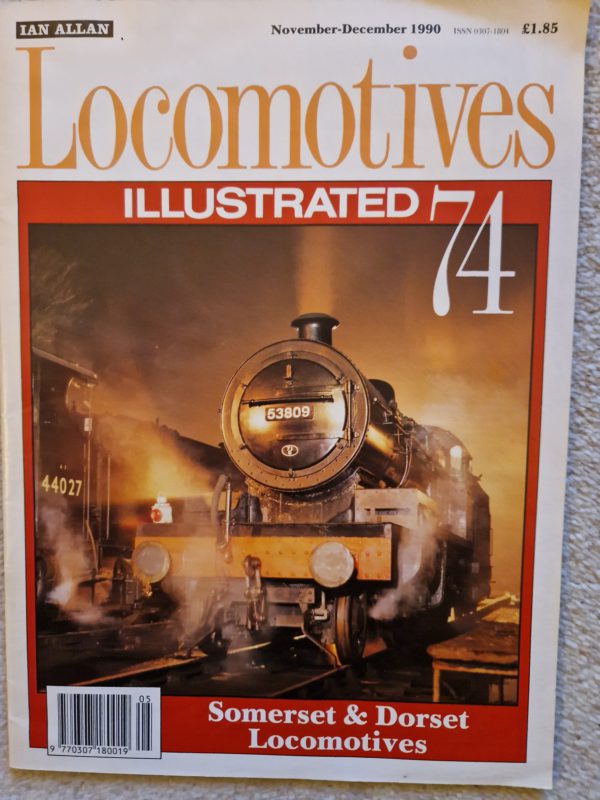 IAN ALLAN
November-December 1990 ISSN 0307-1804 £1.85
Locomotives
ILLUSTRATED 74
53809
44027
05
9 770307 180019
Somerset & Dorset
Locomotives